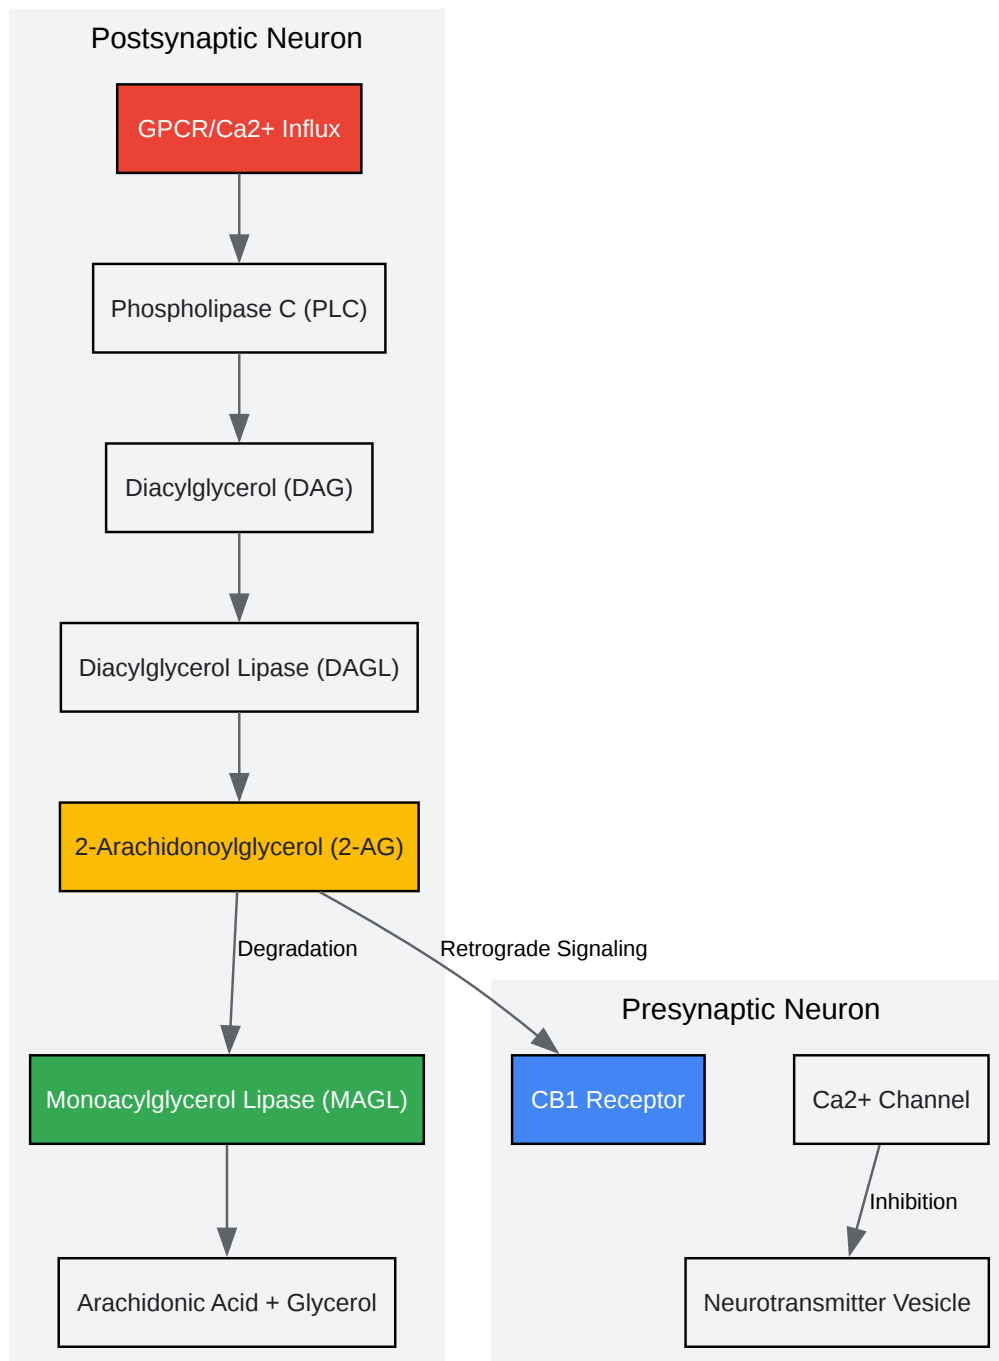 Postsynaptic Neuron
GPCR/Ca2+ Influx
Phospholipase C (PLC)
Diacylglycerol (DAG)
Diacylglycerol Lipase (DAGL)
2-Arachidonoylglycerol (2-AG)
Degradation
Retrograde Signaling
Monoacylglycerol Lipase (MAGL)
Arachidonic Acid + Glycerol
Presynaptic Neuron
CB1 Receptor
Ca2+ Channel
Inhibition
Neurotransmitter Vesicle